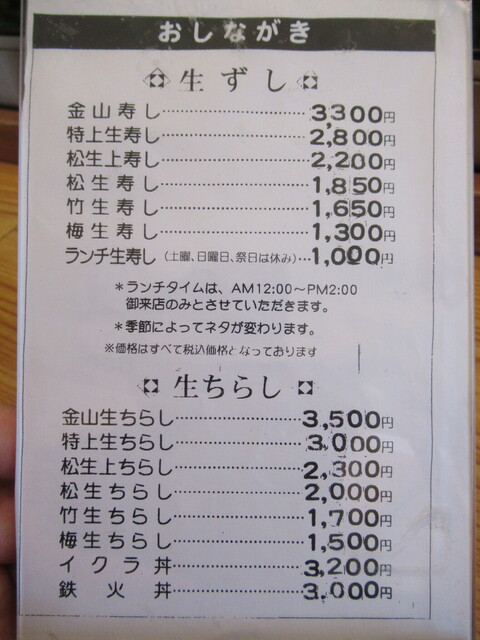 おしながき
生ずし
金山寿し 3,300円
特上生寿し 2,800円
松生上寿し 2,200円
松生寿し 1,850円
竹生寿し 1,650円
梅生寿し 1,300円
ランチ生寿し(土曜、日曜日、祭日は休み) 1,000円
＊ランチタイムは、AM12:00～PM2:00
御来店のみとさせていただきます。
＊季節によってネタが変わります。
※価格はすべて税込価格となっております
生ちらし
金山生ちらし 3,500円
特上生ちらし 3,000円
松生上ちらし 2,300円
松生ちらし 2,000円
竹生ちらし 1,700円
梅生ちらし 1,500円
イクラ丼 3,200円
鉄火丼 3,000円